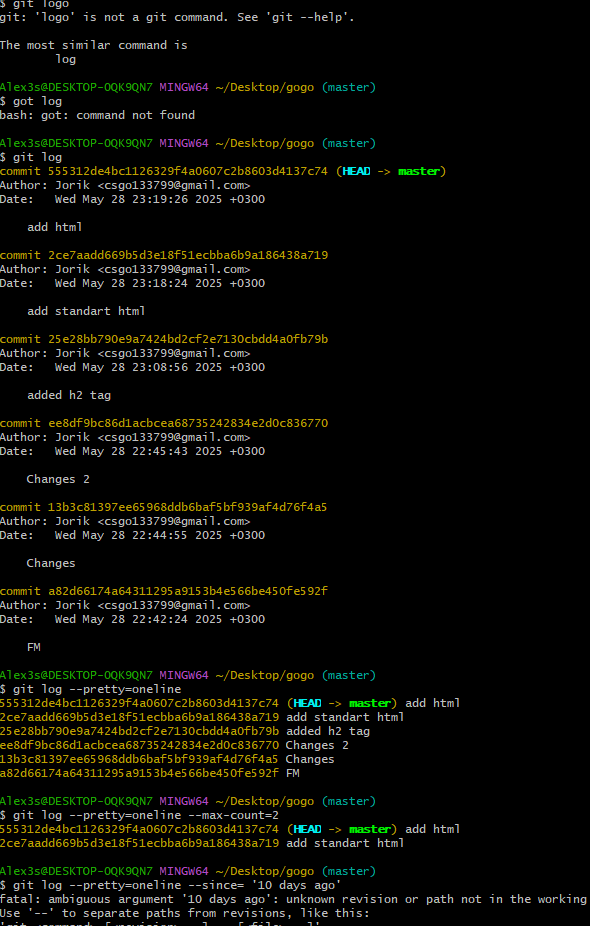 $ git logo
git: 'logo' is not a git command. See 'git --help'.
The most similar command is
log
Alex3s@DESKTOP-OQK9QN7 MINGW64 ~/Desktop/gogo (master)
$ got log
bash: got: command not found
Alex3s@DESKTOP-OQK9QN7 MINGW64 ~/Desktop/gogo (master)
$ git log
commit 555312de4bc1126329f4a0607c2b8603d4137c74 (HEAD -> master)
Author: Jorik <csgo133799@gmail.com>
Date:   Wed May 28 23:19:26 2025 +0300
add html
commit 2ce7aadd669b5d3e18f51ecbba6b9a186438a719
Author: Jorik <csgo133799@gmail.com>
Date:   Wed May 28 23:18:24 2025 +0300
add standart html
commit 25e28bb790e9a7424bd2cf2e7130cbdd4a0fb79b
Author: Jorik <csgo133799@gmail.com>
Date:   Wed May 28 23:08:56 2025 +0300
added h2 tag
commit ee8df9bc86d1acbcea68735242834e2d0c836770
Author: Jorik <csgo133799@gmail.com>
Date:   Wed May 28 22:45:43 2025 +0300
Changes 2
commit 13b3c81397ee65968ddb6baf5bf939af4d76f4a5
Author: Jorik <csgo133799@gmail.com>
Date:   Wed May 28 22:44:55 2025 +0300
Changes
commit a82d66174a64311295a9153b4e566be450fe592f
Author: Jorik <csgo133799@gmail.com>
Date:   Wed May 28 22:42:24 2025 +0300
FM
Alex3s@DESKTOP-OQK9QN7 MINGW64 ~/Desktop/gogo (master)
$ git log --pretty=oneline
555312de4bc1126329f4a0607c2b8603d4137c74 (HEAD -> master) add html
2ce7aadd669b5d3e18f51ecbba6b9a186438a719 add standart html
25e28bb790e9a7424bd2cf2e7130cbdd4a0fb79b added h2 tag
ee8df9bc86d1acbcea68735242834e2d0c836770 Changes 2
13b3c81397ee65968ddb6baf5bf939af4d76f4a5 Changes
a82d66174a64311295a9153b4e566be450fe592f FM
Alex3s@DESKTOP-OQK9QN7 MINGW64 ~/Desktop/gogo (master)
$ git log --pretty=oneline --max-count=2
555312de4bc1126329f4a0607c2b8603d4137c74 (HEAD -> master) add html
2ce7aadd669b5d3e18f51ecbba6b9a186438a719 add standart html
Alex3s@DESKTOP-OQK9QN7 MINGW64 ~/Desktop/gogo (master)
$ git log --pretty=oneline --since= '10 days ago'
fatal: ambiguous argument '10 days ago': unknown revision or path not in the working
Use '--' to separate paths from revisions, like this: